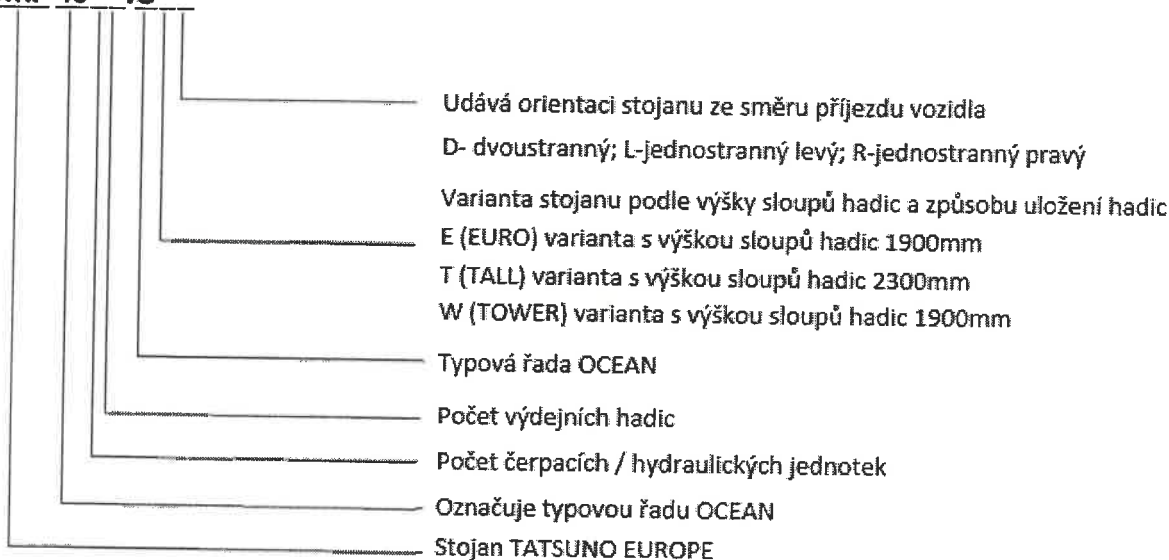 Udává orientaci stojanu ze směru příjezdu vozidla
D- dvoustranný; L-jednostranný levý; R-jednostranný pravý
Varianta stojanu podle výšky sloupů hadic a způsobu uložení hadic
E (EURO) varianta s výškou sloupů hadic 1900mm
T (TALL) varianta s výškou sloupů hadic 2300mm
W (TOWER) varianta s výškou sloupů hadic 1900mm
Typová řada OCEAN
Počet výdejních hadic
Počet čerpacích / hydraulických jednotek
Označuje typovou řadu OCEAN
Stojan TATSUNO EUROPE